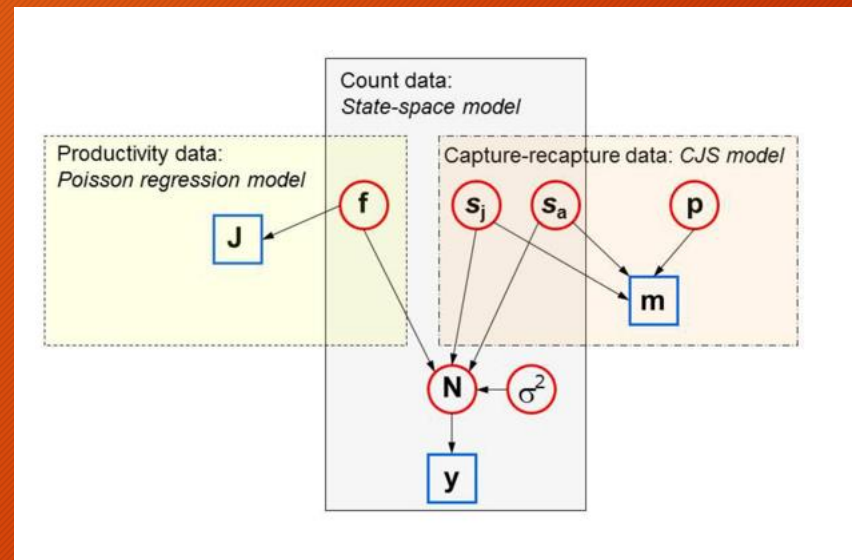 Count data:
State-space model
Productivity data:
Poisson regression model
Capture-recapture data: CJS model
f
sj
sa
p
J
m
N
σ2
y